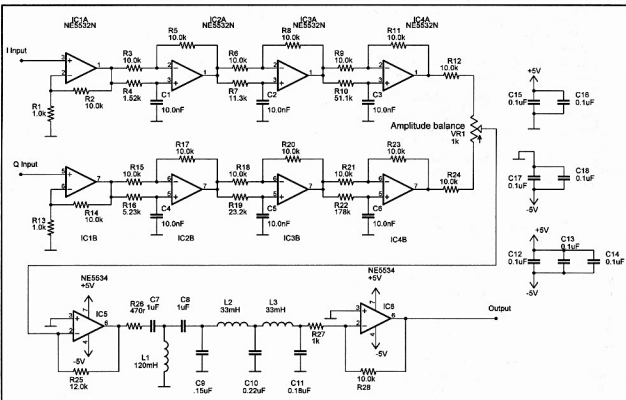 IC1A
NE5532N
IC2A
NE5532N
IC3A
NE5532N
IC4A
NE5532N
I Input
R5
10.0k
R8
10.0k
R11
10.0k
R3
10.0k
R4
1.52k
R6
10.0k
R7
11.3k
R9
10.0k
R10
51.1k
R12
10.0k
R1
1.0k
R2
10.0k
C1
10.0nF
C2
10.0nF
C3
10.0nF
+5V
C15
0.1uF
C16
0.1uF
Amplitude balance
VR1
1k
Q Input
R17
10.0k
R20
10.0k
R23
10.0k
R15
10.0k
R16
5.23k
R18
10.0k
R19
23.2k
R21
10.0k
R22
178k
R24
10.0k
R13
1.0k
R14
10.0k
C4
10.0nF
C5
10.0nF
C6
10.0nF
C17
0.1uF
C18
0.1uF
-5V
IC1B
IC2B
IC3B
IC4B
+5V
C12
0.1uF
C13
0.1uF
C14
0.1uF
-5V
NE5534
+5V
IC5
-5V
R25
12.0k
R26
470r
C7
1uF
C8
1uF
L1
120mH
L2
33mH
L3
33mH
C9
.15uF
C10
0.22uF
C11
0.18uF
R27
1k
NE5534
+5V
IC6
-5V
10.0k
R28
Output